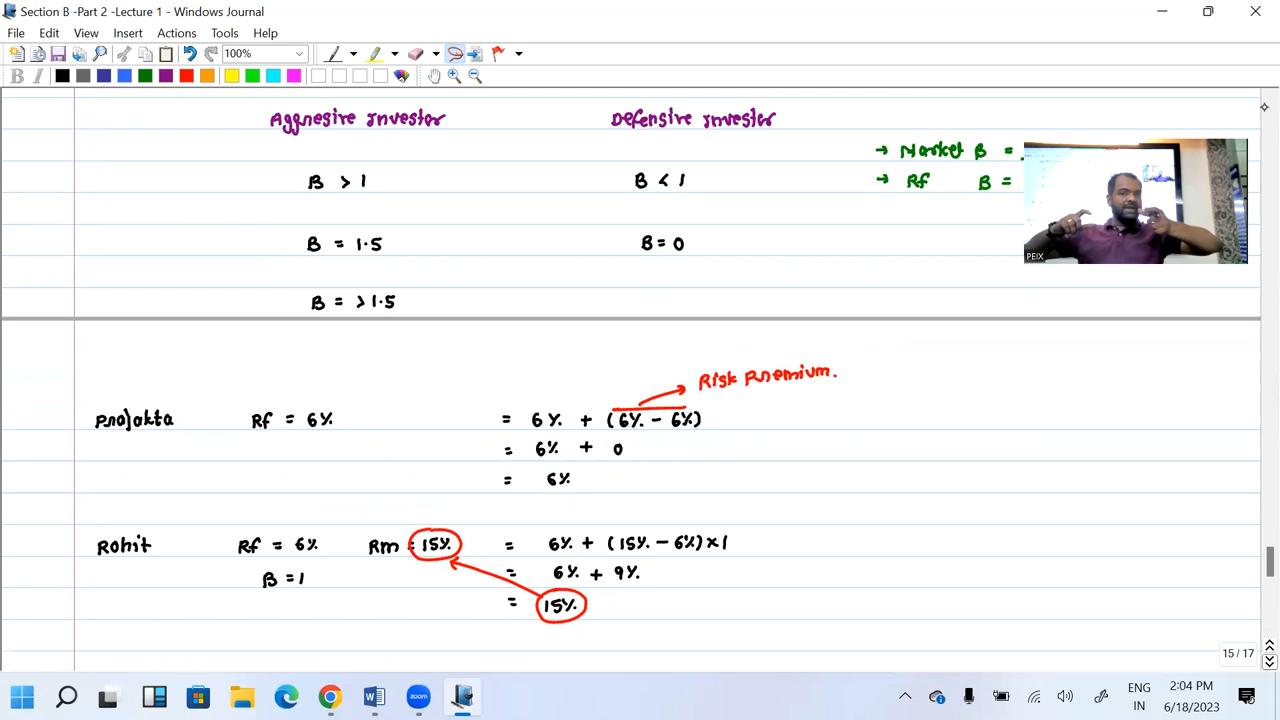 Section B -Part 2 -Lecture 1 - Windows Journal
File Edit View Insert Actions Tools Help
100%
B I
Aggresive Investor Defensive Investor
→ Market B =
B > 1 B < 1 → Rf B =
B = 1.5 B = 0
PEIX
B = > 1.5
→ Risk Premium.
Prajakta Rf = 6% = 6% + (6% - 6%)
= 6% + 0
= 6%
Rohit Rf = 6% Rm = 15% = 6% + (15% - 6%) × 1
B = 1 = 6% + 9%
= 15%
15 / 17
zoom
ENG
IN
2:04 PM
6/18/2023